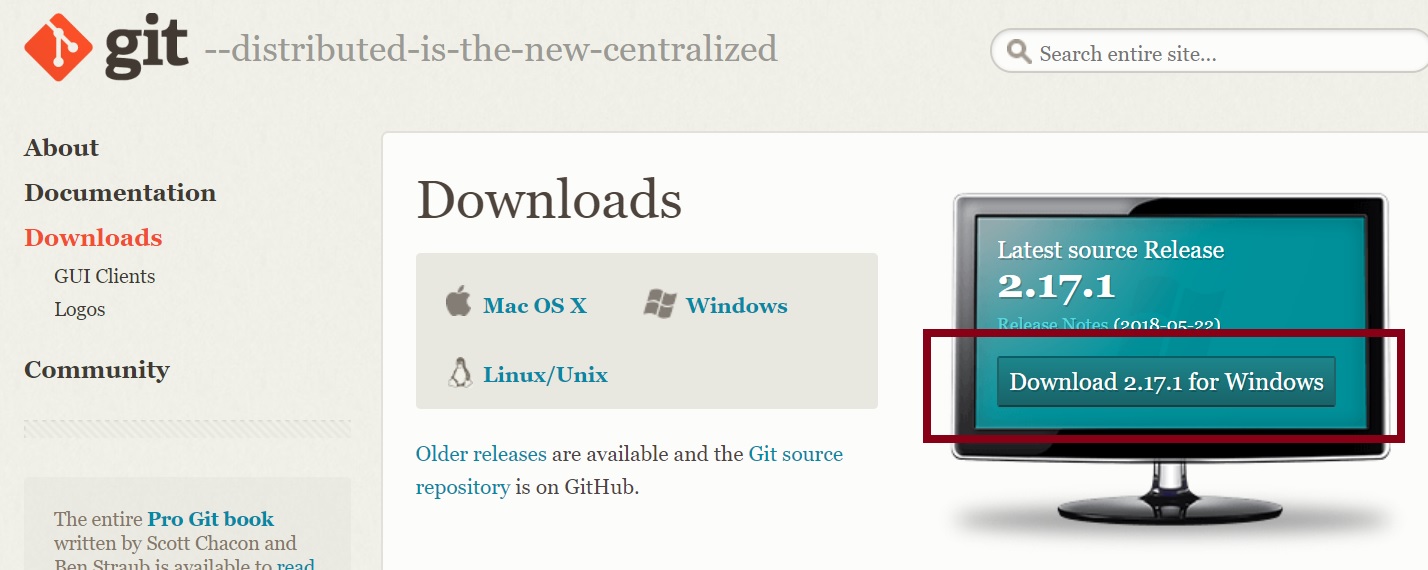 git --distributed-is-the-new-centralized
Search entire site...
About
Documentation
Downloads
GUI Clients
Logos
Community
The entire Pro Git book
written by Scott Chacon and
Ben Straub is available to read
Downloads
Mac OS X
Windows
Linux/Unix
Older releases are available and the Git source
repository is on GitHub.
Latest source Release
2.17.1
Release Notes (2018-05-22)
Download 2.17.1 for Windows